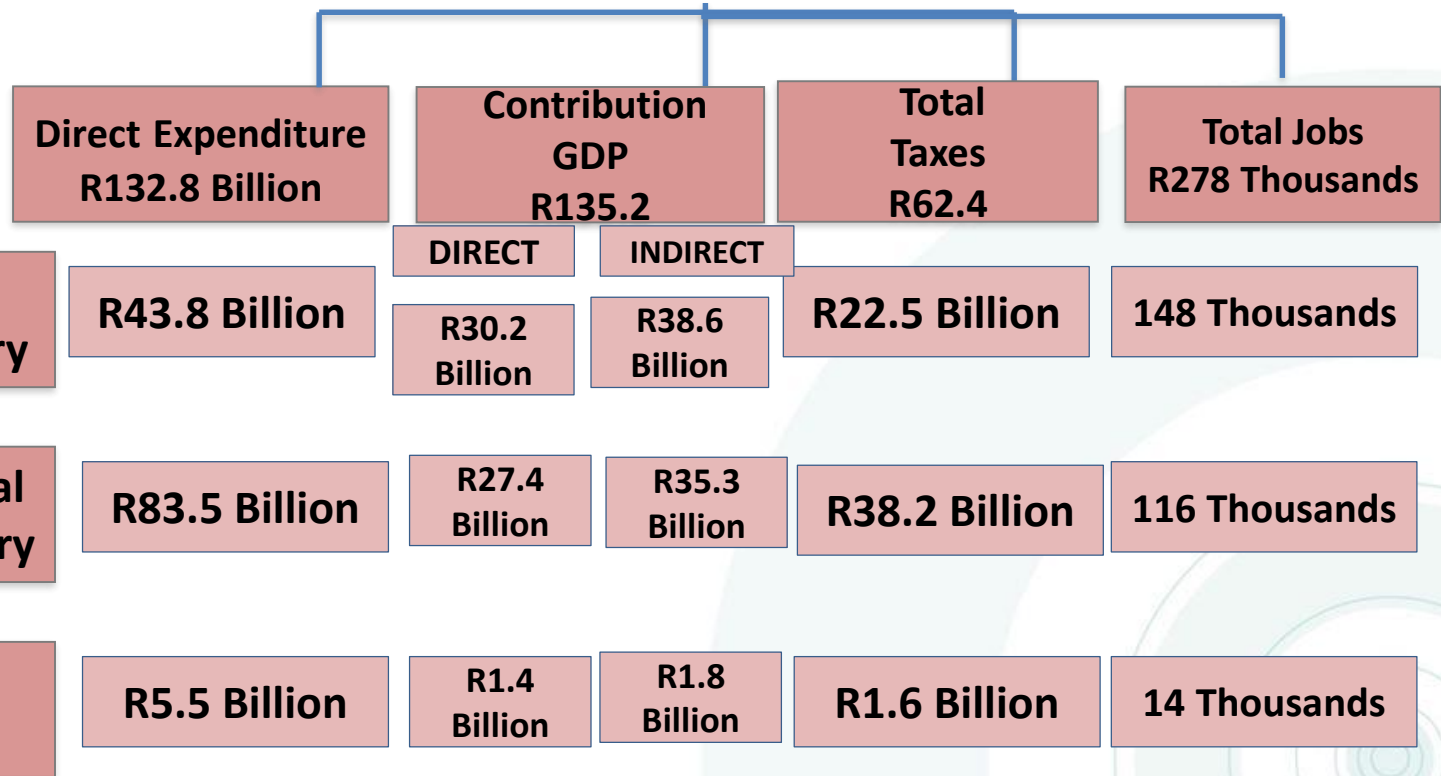 Direct Expenditure
R132.8 Billion
Contribution
GDP
R135.2
Total
Taxes
R62.4
Total Jobs
R278 Thousands
DIRECT
INDIRECT
R43.8 Billion
R30.2
Billion
R38.6
Billion
R22.5 Billion
148 Thousands
R83.5 Billion
R27.4
Billion
R35.3
Billion
R38.2 Billion
116 Thousands
R5.5 Billion
R1.4
Billion
R1.8
Billion
R1.6 Billion
14 Thousands